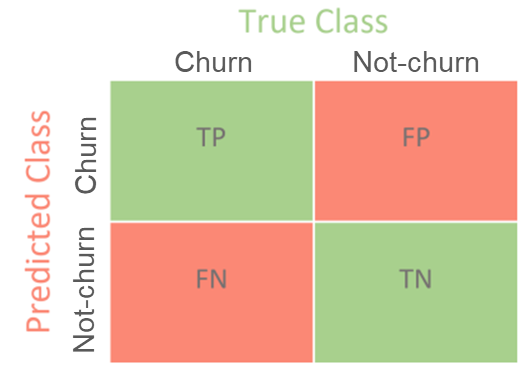 True Class
Churn Not-churn
Predicted Class
Churn
TP FP
Not-churn
FN TN